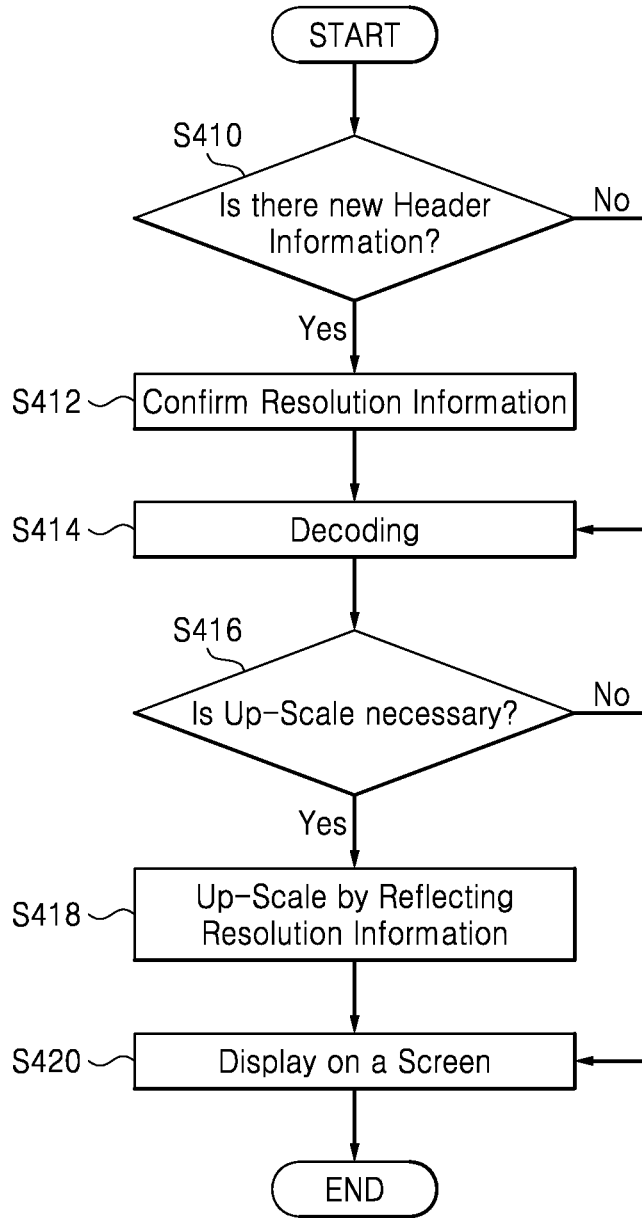 START
S410
Is there new Header
Information?
No
Yes
S412
Confirm Resolution Information
S414
Decoding
S416
Is Up-Scale necessary?
No
Yes
S418
Up-Scale by Reflecting
Resolution Information
S420
Display on a Screen
END